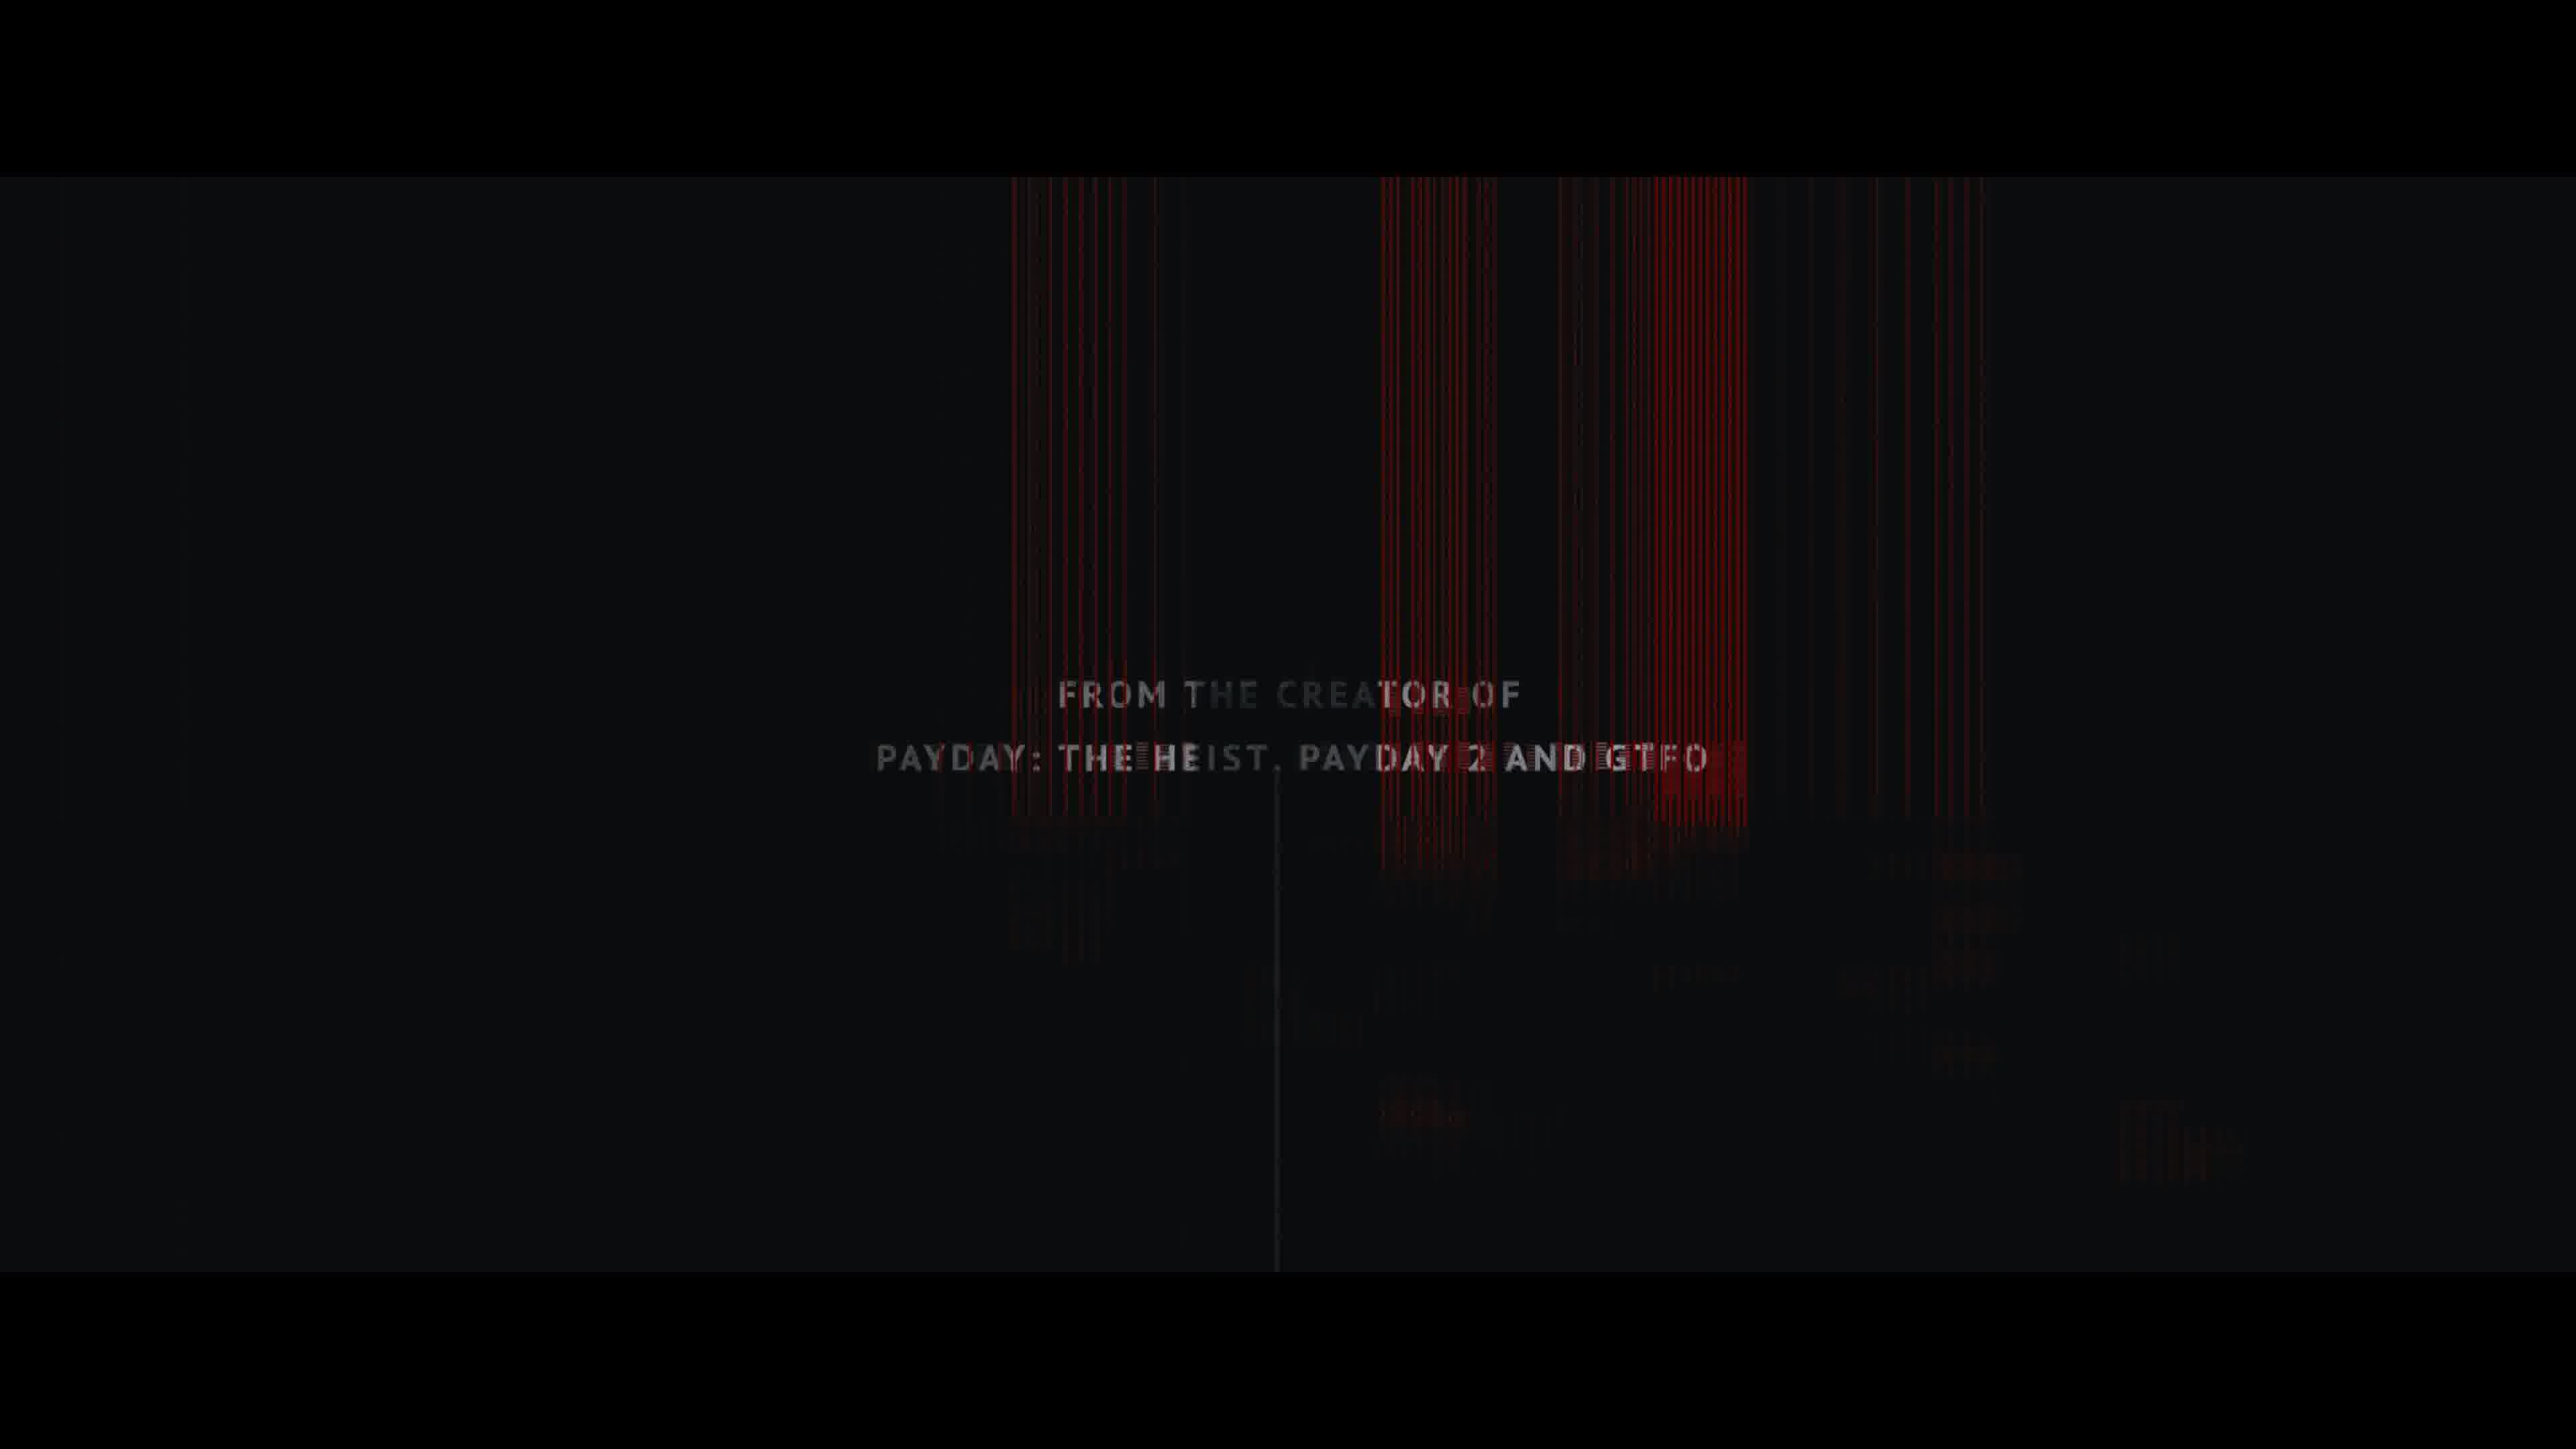 FROM THE CREATOR OF
PAYDAY: THE HEIST, PAYDAY 2 AND GTFO